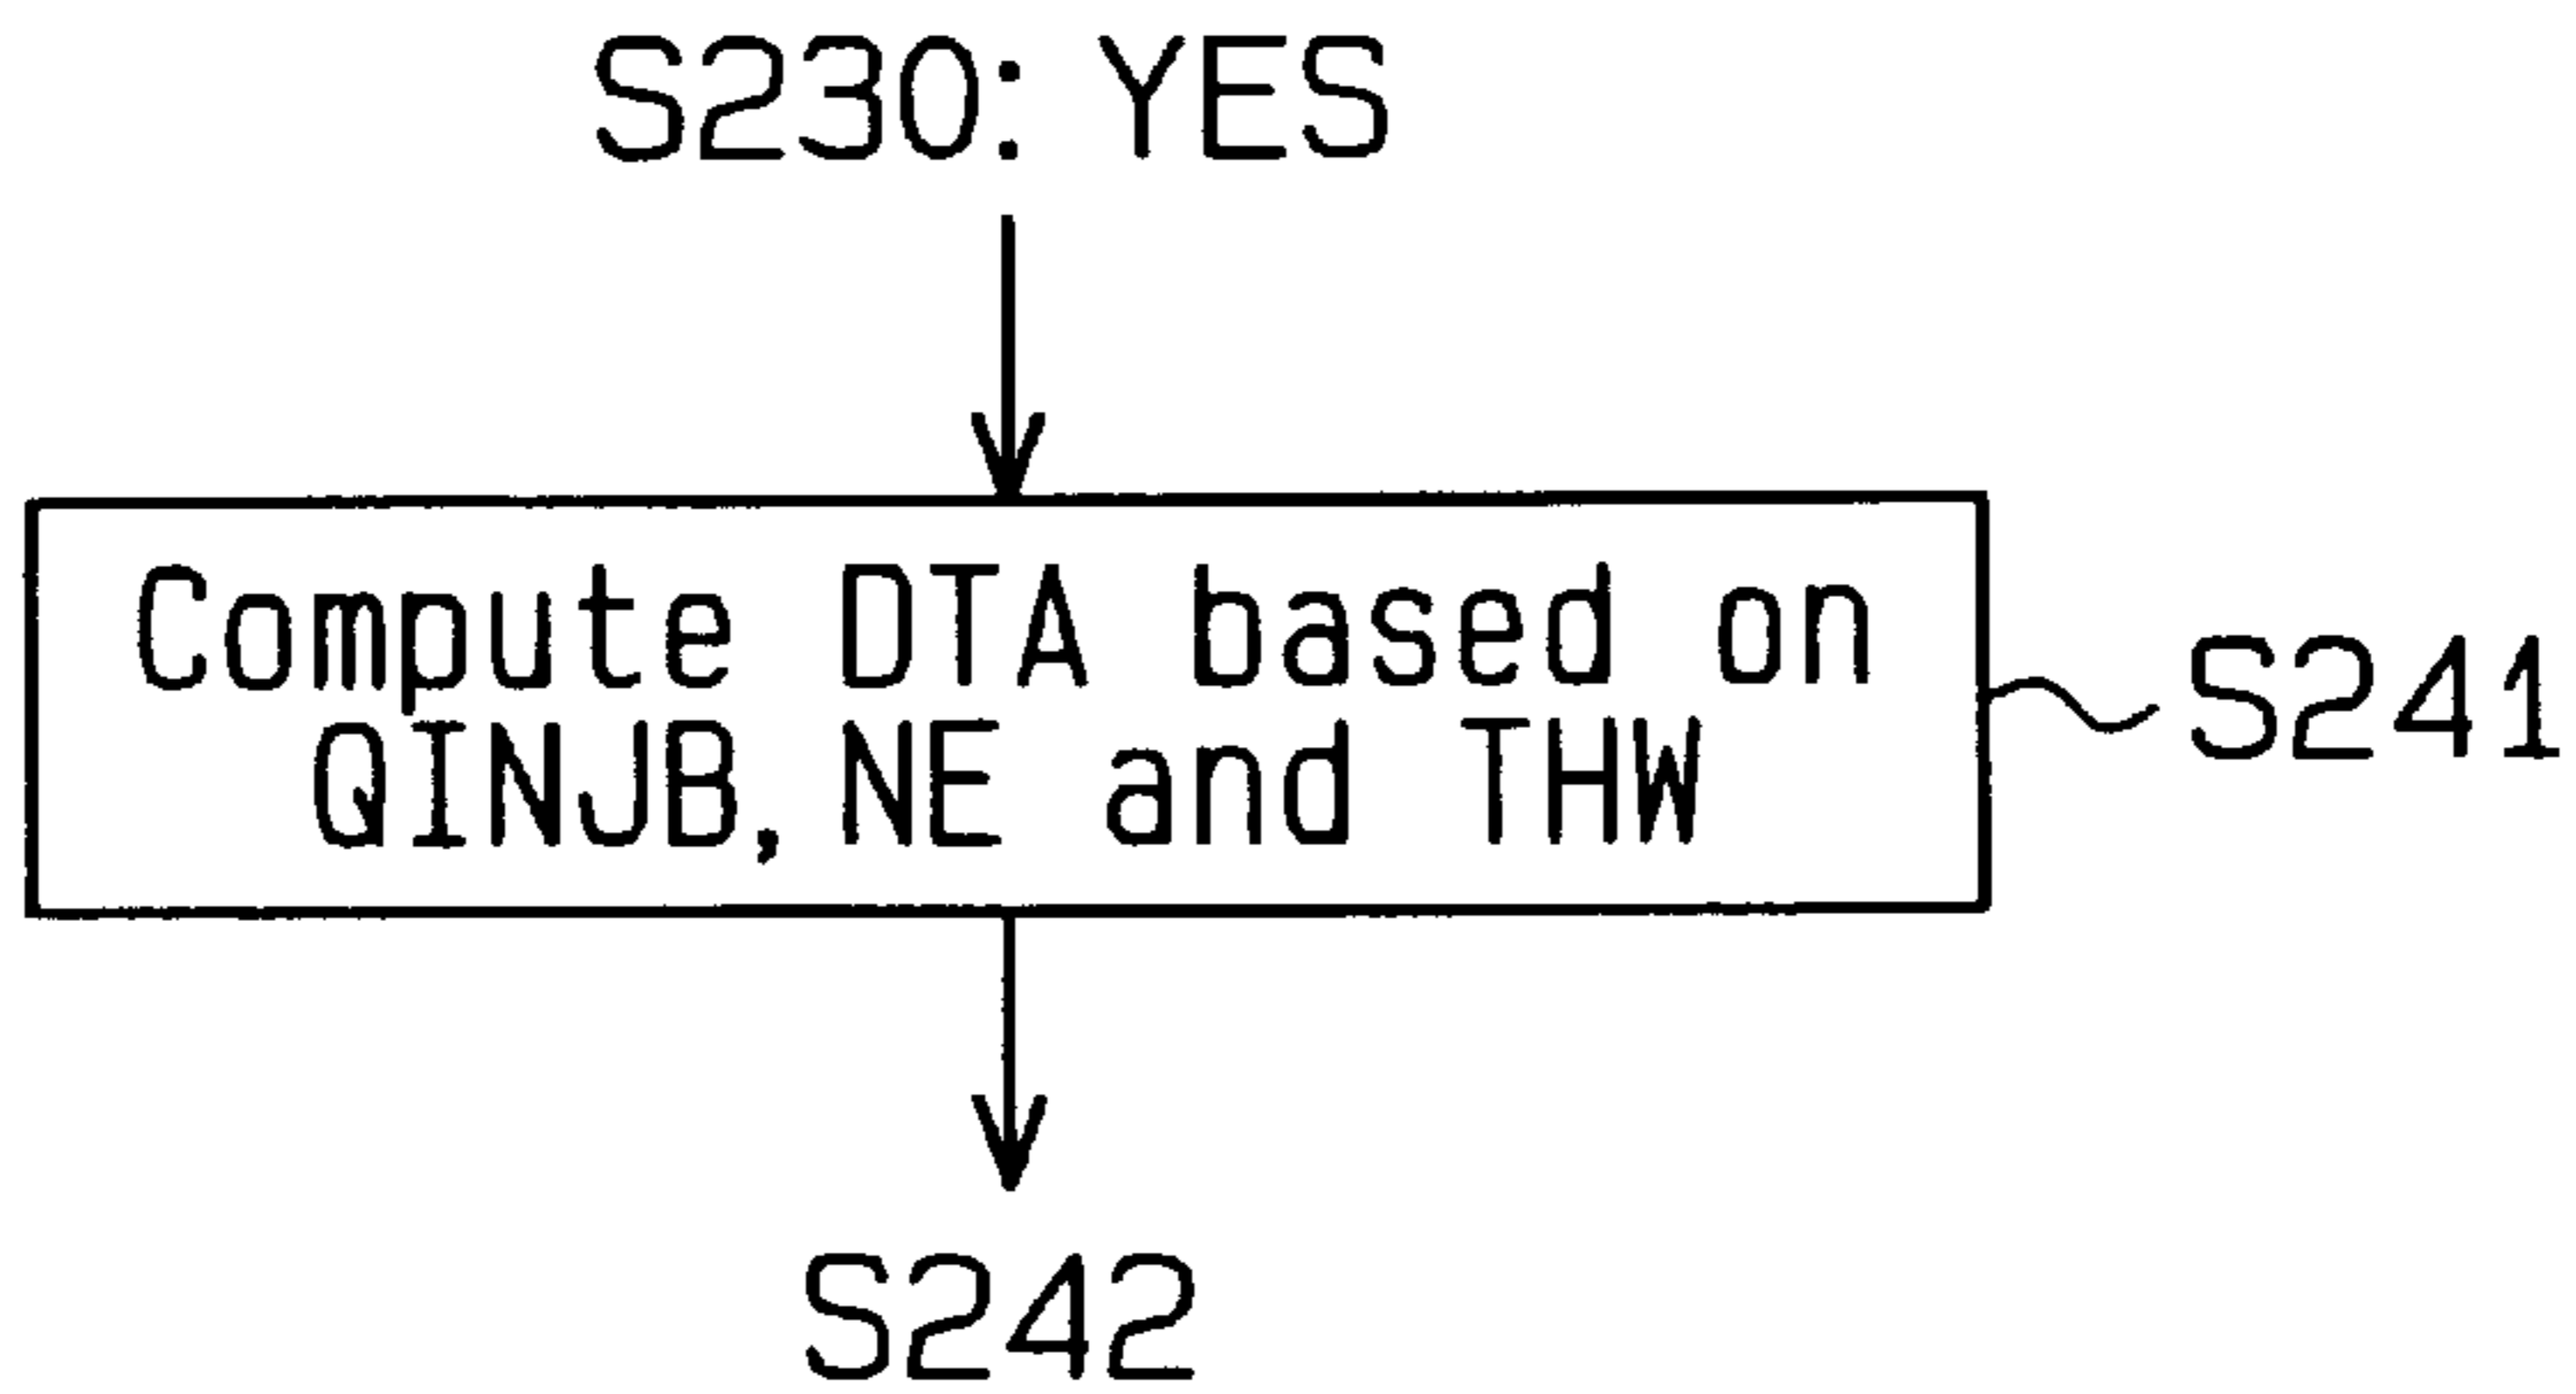 S230: YES
Compute DTA based on
QINJB, NE and THW
S241
S242